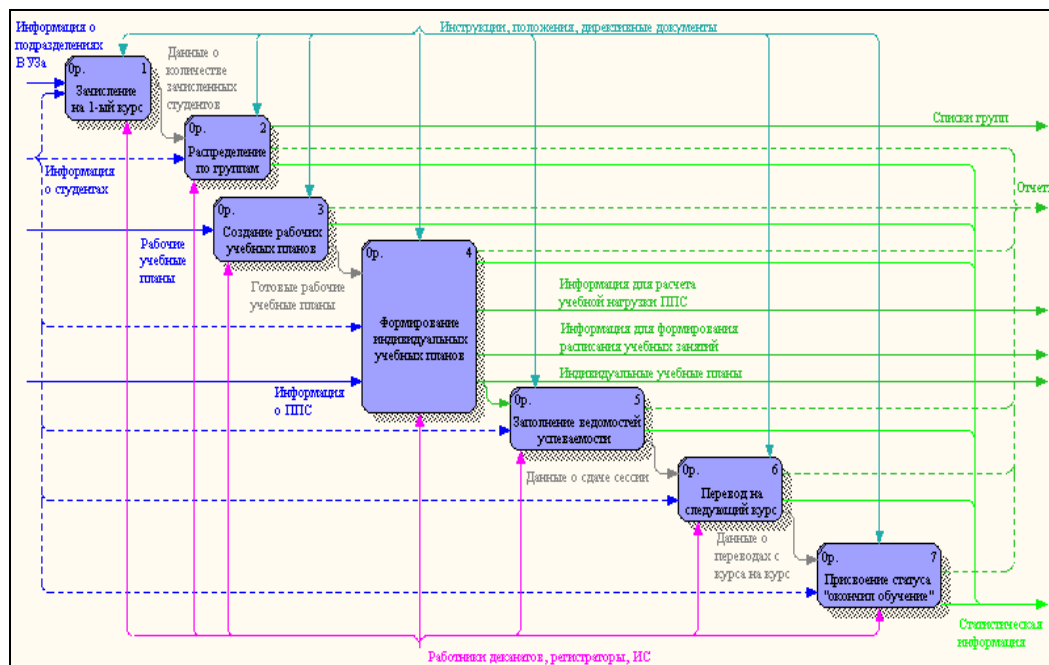 Информация о
подразделениях
ВУЗа
Инструкции, положения, директивные документы
Данные о
количестве
зачисленных
студентов
0р. 1
Зачисление
на 1-ый курс
0р. 2
Распределение
по группам
Списки групп
Информация
о студентах
Отчет
0р. 3
Создание рабочих
учебных планов
Рабочие
учебные
планы
Готовые рабочие
учебные планы
0р. 4
Формирование
индивидуальных
учебных планов
Информация для расчета
учебной нагрузки ППС
Информация для формирования
расписания учебных занятий
Индивидуальные учебные планы
Информация
о ППС
0р. 5
Заполнение ведомостей
успеваемости
Данные о сдаче сессии
0р. 6
Перевод на
следующий курс
Данные о
переводах с
курса на курс
0р. 7
Присвоение статуса
"окончил обучение"
Статистическая
информация
Работники деканатов, регистраторы, ИС